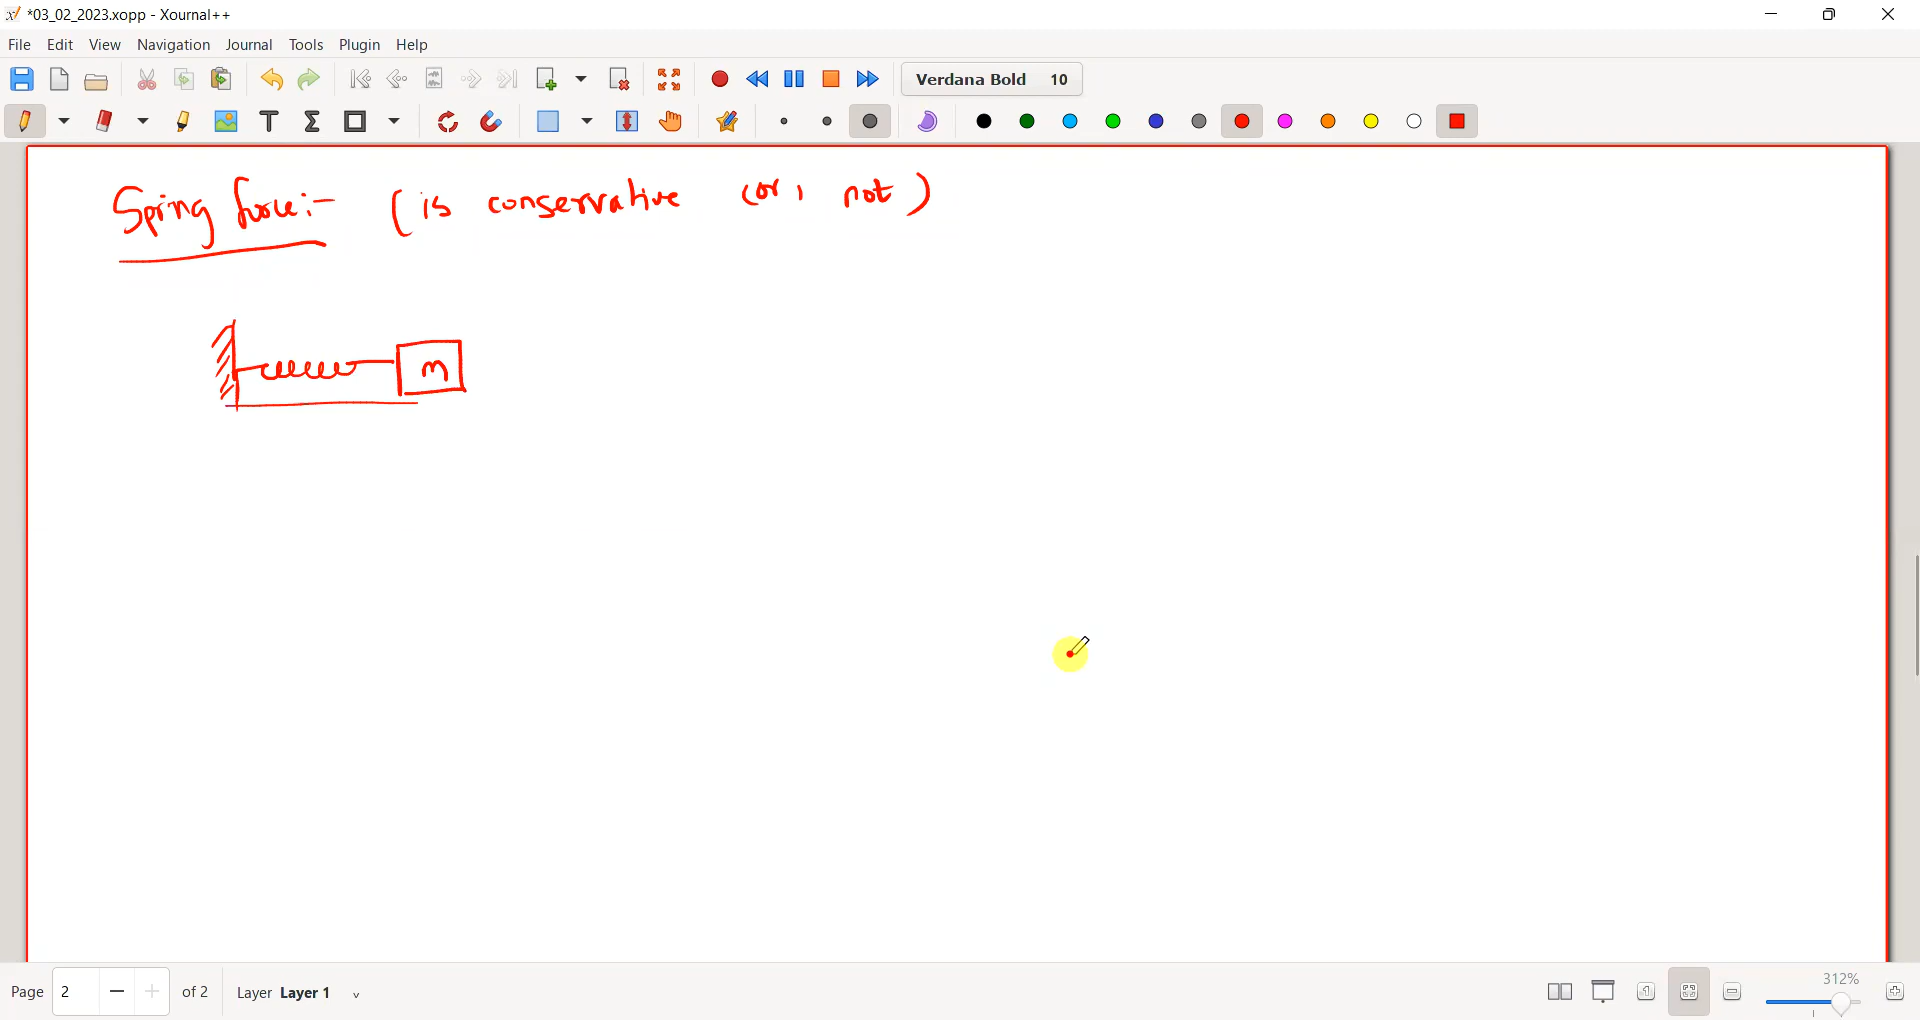 *03_02_2023.xopp - Xournal++
File Edit View Navigation Journal Tools Plugin Help
Verdana Bold 10
Spring force:- (is conservative (or, not)
m
Page 2 of 2 Layer Layer 1
312%